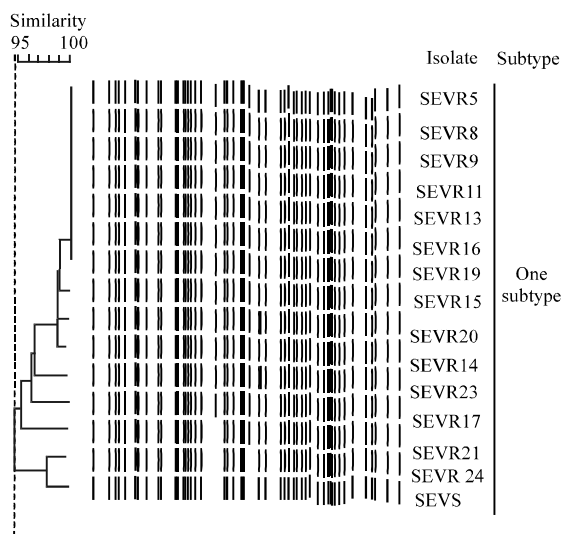 Similarity
95 100
Isolate Subtype
SEVR5
SEVR8
SEVR9
SEVR11
SEVR13
SEVR16
SEVR19
One
SEVR15
subtype
SEVR20
SEVR14
SEVR23
SEVR17
SEVR21
SEVR 24
SEVS